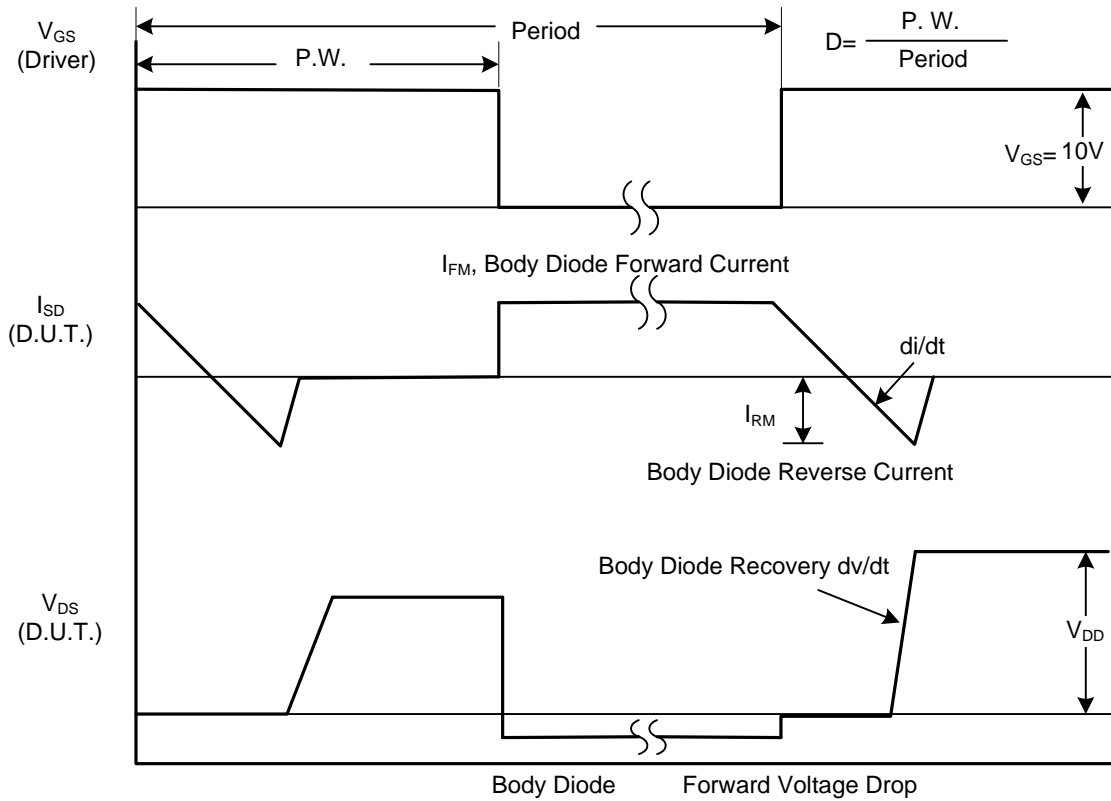 V_GS
(Driver)
Period
P.W.
D= P. W. / Period
V_GS= 10V
I_FM, Body Diode Forward Current
I_SD
(D.U.T.)
di/dt
I_RM
Body Diode Reverse Current
Body Diode Recovery dv/dt
V_DS
(D.U.T.)
V_DD
Body Diode Forward Voltage Drop